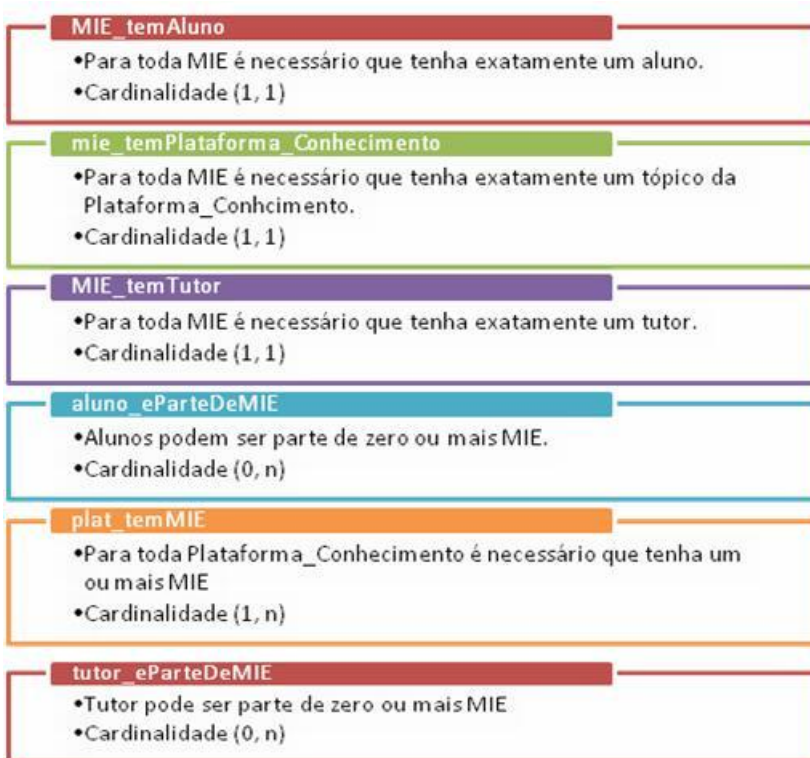 MIE_temAluno
•Para toda MIE é necessário que tenha exatamente um aluno.
•Cardinalidade (1, 1)
mie_temPlataforma_Conhecimento
•Para toda MIE é necessário que tenha exatamente um tópico da
Plataforma_Conhcimento.
•Cardinalidade (1, 1)
MIE_temTutor
•Para toda MIE é necessário que tenha exatamente um tutor.
•Cardinalidade (1, 1)
aluno_eParteDeMIE
•Alunos podem ser parte de zero ou mais MIE.
•Cardinalidade (0, n)
plat_temMIE
•Para toda Plataforma_Conhecimento é necessário que tenha um
ou mais MIE
•Cardinalidade (1, n)
tutor_eParteDeMIE
•Tutor pode ser parte de zero ou mais MIE
•Cardinalidade (0, n)